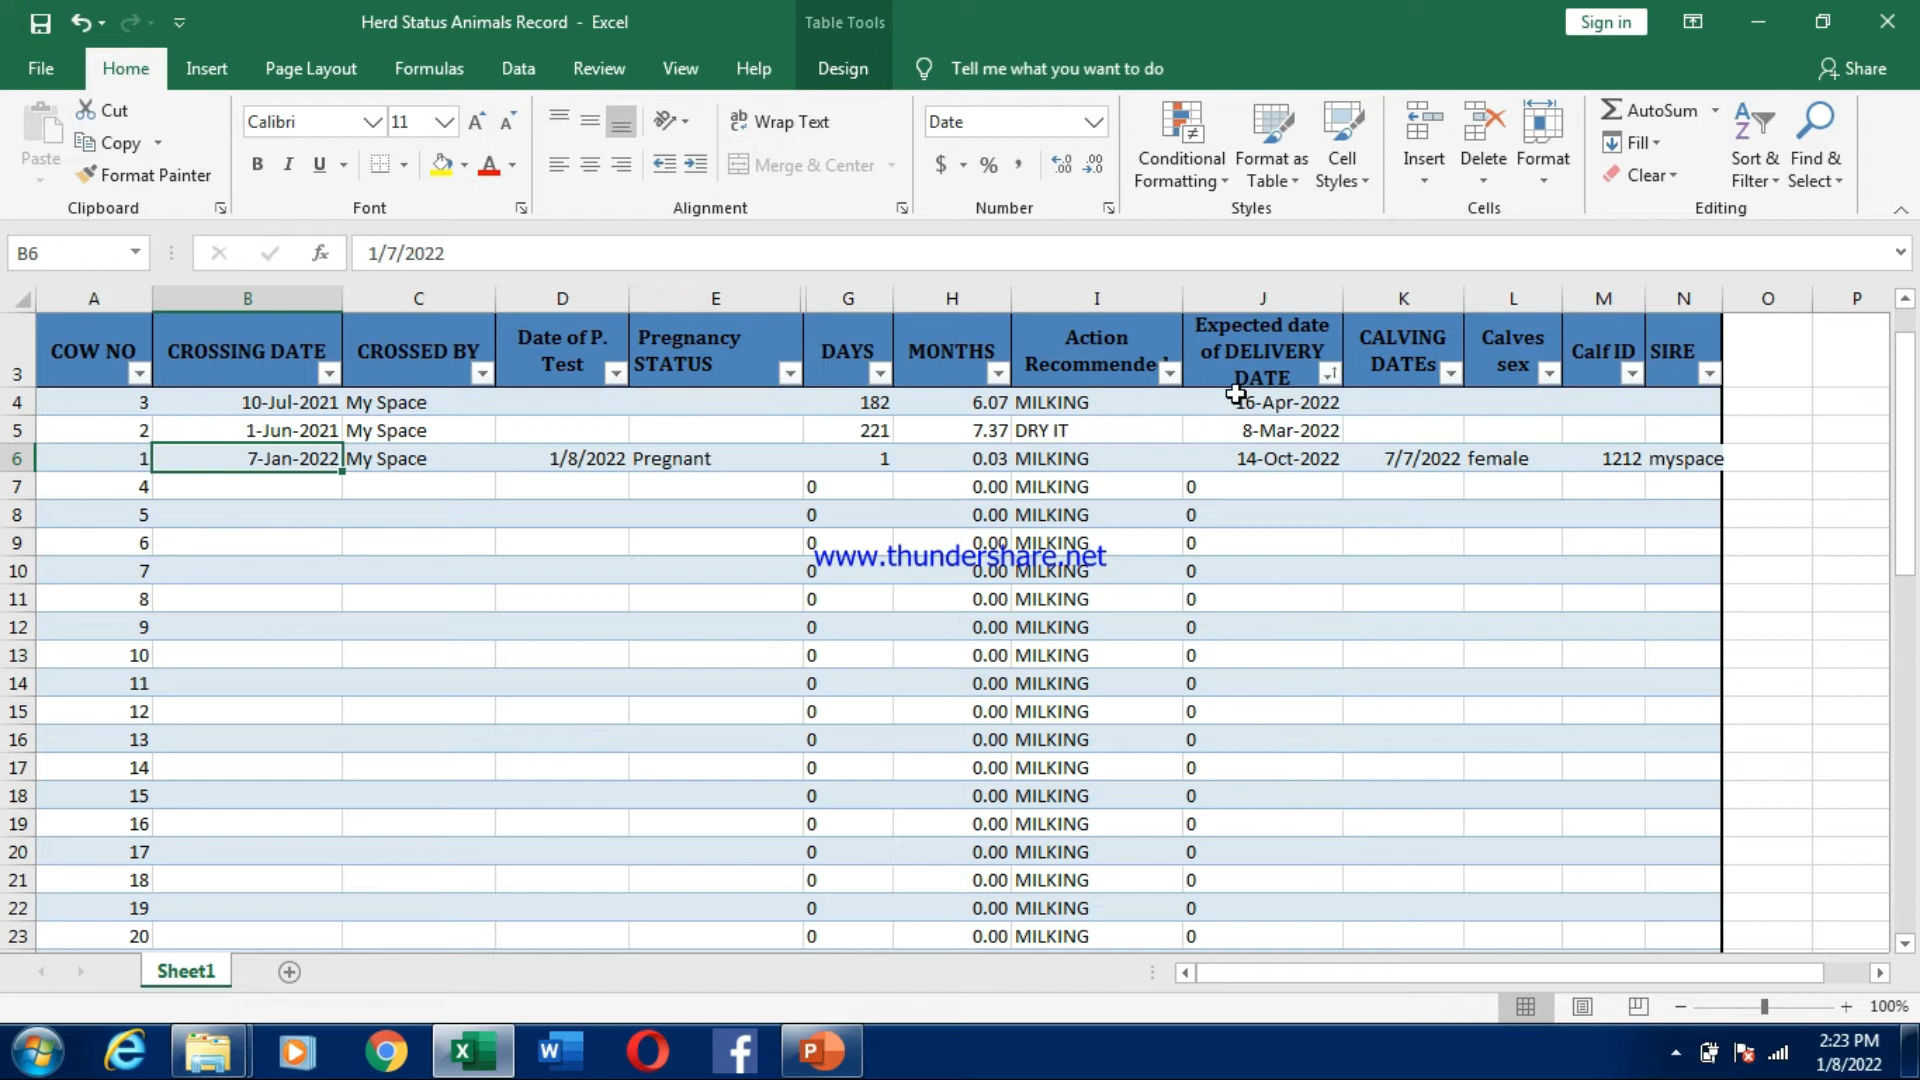 Herd Status Animals Record - Excel
Table Tools
Sign in
File Home Insert Page Layout Formulas Data Review View Help Design Tell me what you want to do Share
Paste
Cut
Copy
Format Painter
Clipboard
Calibri 11
B I U
Font
Wrap Text
Merge & Center
Alignment
Date
$ % ,
Number
Conditional Formatting
Format as Table
Cell Styles
Styles
Insert Delete Format
Cells
AutoSum
Fill
Clear
Sort & Filter
Find & Select
Editing
B6 fx 1/7/2022
A B C D E G H I J K L M N O P
3 COW NO CROSSING DATE CROSSED BY Date of P. Test Pregnancy STATUS DAYS MONTHS Action Recommende Expected date of DELIVERY DATE CALVING DATEs Calves sex Calf ID SIRE
4 3 10-Jul-2021 My Space 182 6.07 MILKING 16-Apr-2022
5 2 1-Jun-2021 My Space 221 7.37 DRY IT 8-Mar-2022
6 1 7-Jan-2022 My Space 1/8/2022 Pregnant 1 0.03 MILKING 14-Oct-2022 7/7/2022 female 1212 myspace
7 4 0 0.00 MILKING 0
8 5 0 0.00 MILKING 0
9 6 0 0.00 MILKING 0
www.thundershare.net
10 7 0 0.00 MILKING 0
11 8 0 0.00 MILKING 0
12 9 0 0.00 MILKING 0
13 10 0 0.00 MILKING 0
14 11 0 0.00 MILKING 0
15 12 0 0.00 MILKING 0
16 13 0 0.00 MILKING 0
17 14 0 0.00 MILKING 0
18 15 0 0.00 MILKING 0
19 16 0 0.00 MILKING 0
20 17 0 0.00 MILKING 0
21 18 0 0.00 MILKING 0
22 19 0 0.00 MILKING 0
23 20 0 0.00 MILKING 0
Sheet1
100%
2:23 PM
1/8/2022